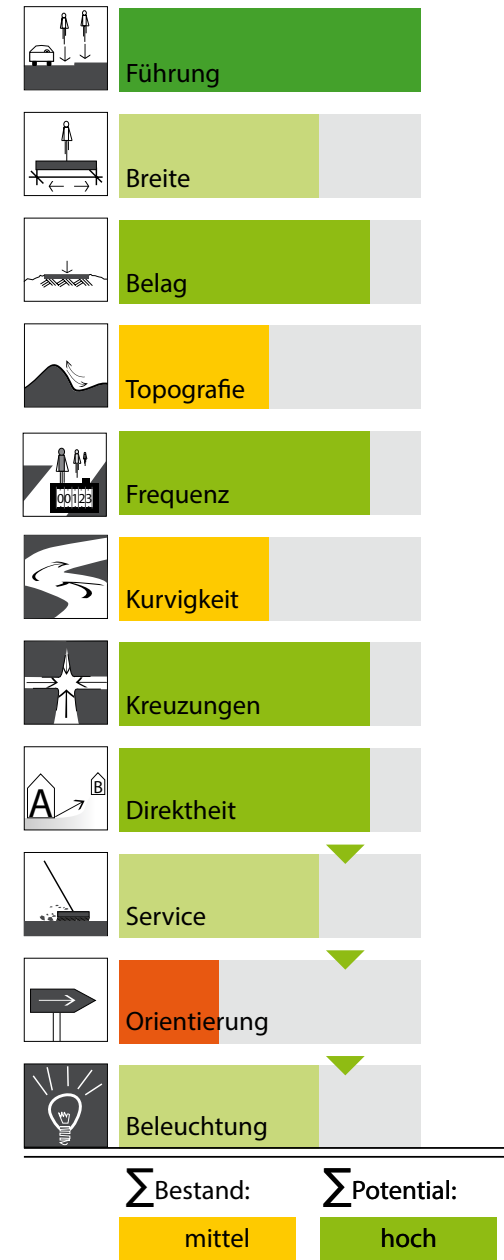 Führung
Breite
Belag
Topografie
00123
Frequenz
Kurvigkeit
Kreuzungen
A B
Direktheit
Service
Orientierung
Beleuchtung
∑Bestand: ∑Potential:
mittel hoch